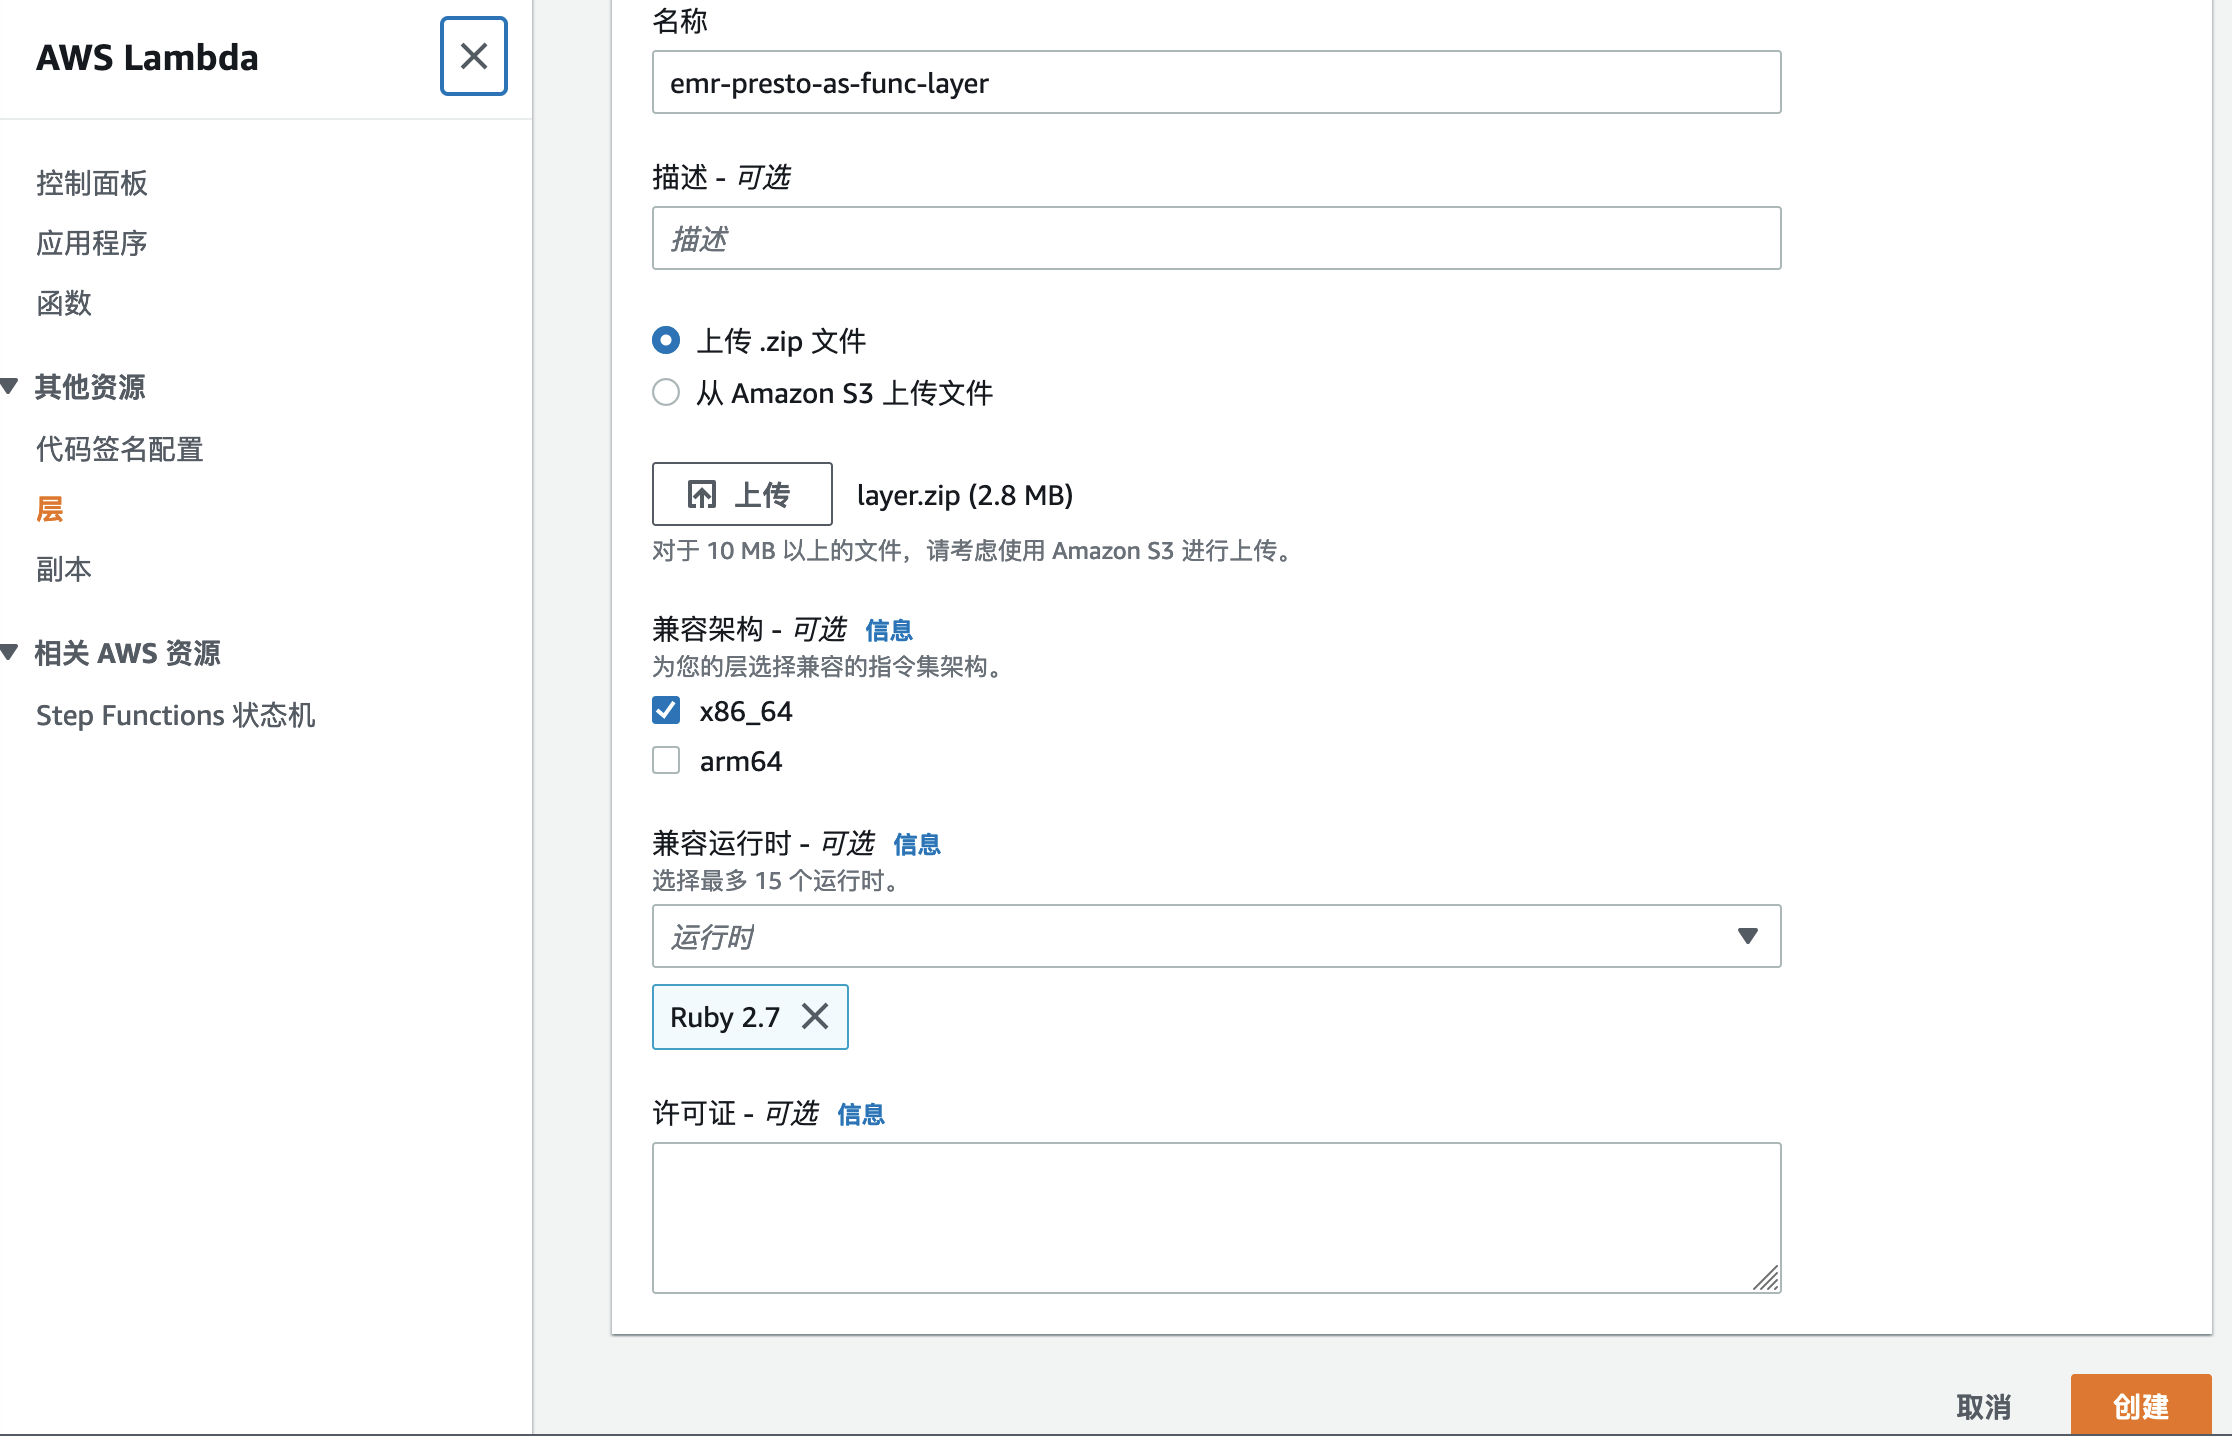 AWS Lambda
控制面板
应用程序
函数
其他资源
代码签名配置
层
副本
相关 AWS 资源
Step Functions 状态机
名称
emr-presto-as-func-layer
描述 - 可选
描述
上传 .zip 文件
从 Amazon S3 上传文件
上传 layer.zip (2.8 MB)
对于 10 MB 以上的文件，请考虑使用 Amazon S3 进行上传。
兼容架构 - 可选 信息
为您的层选择兼容的指令集架构。
x86_64
arm64
兼容运行时 - 可选 信息
选择最多 15 个运行时。
运行时
Ruby 2.7
许可证 - 可选 信息
取消 创建